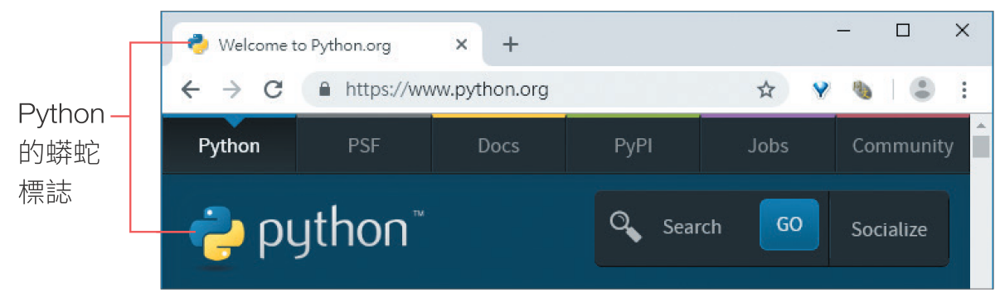 Welcome to Python.org
https://www.python.org
Python
的蟒蛇
標誌
Python PSF Docs PyPI Jobs Community
python™ Search GO Socialize